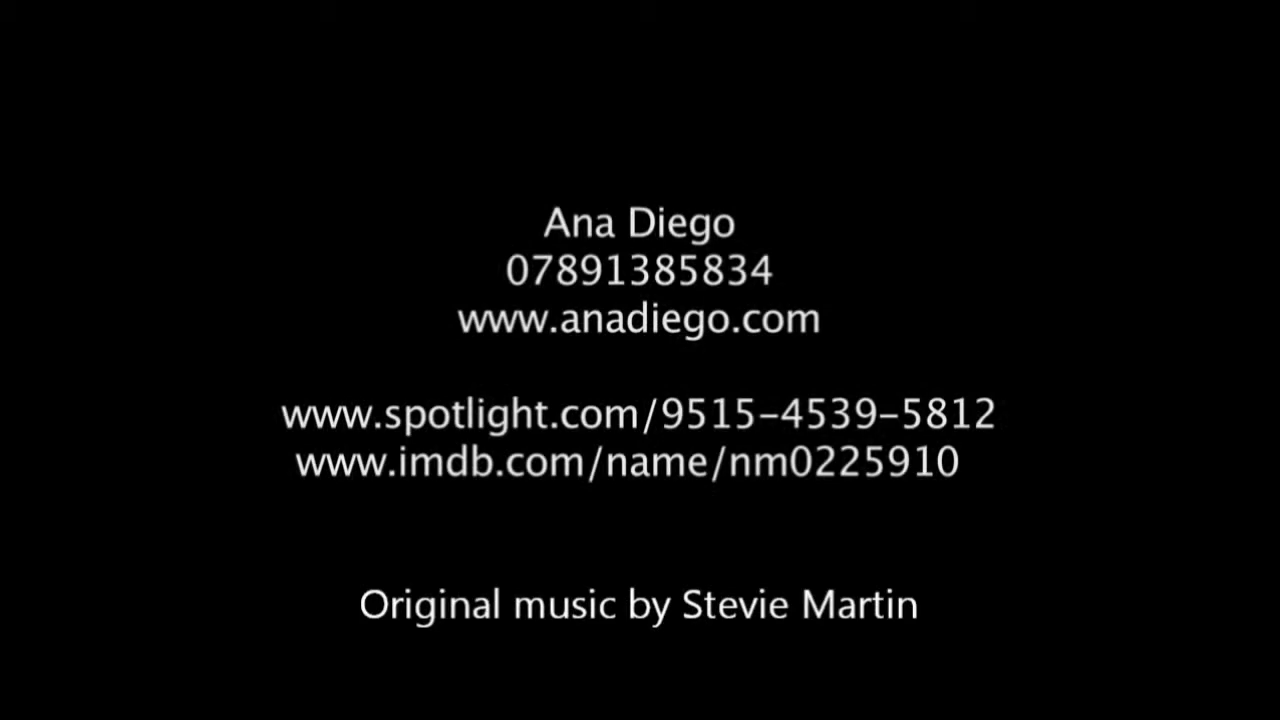 Ana Diego
07891385834
www.anadiego.com
www.spotlight.com/9515-4539-5812
www.imdb.com/name/nm0225910
Original music by Stevie Martin